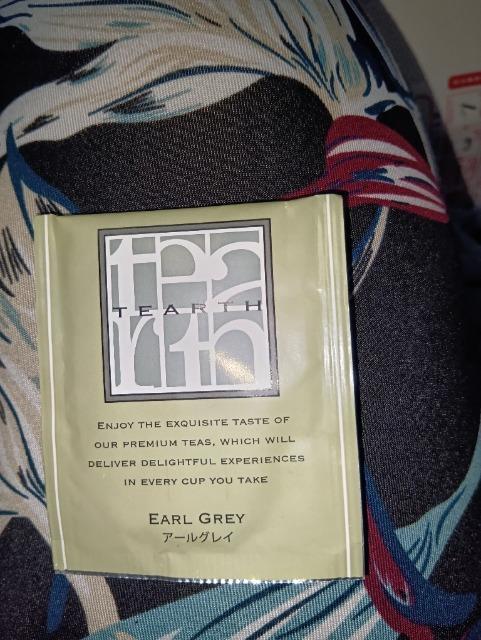 tea
TEARTH
rth
ENJOY THE EXQUISITE TASTE OF
OUR PREMIUM TEAS, WHICH WILL
DELIVER DELIGHTFUL EXPERIENCES
IN EVERY CUP YOU TAKE
EARL GREY
アールグレイ